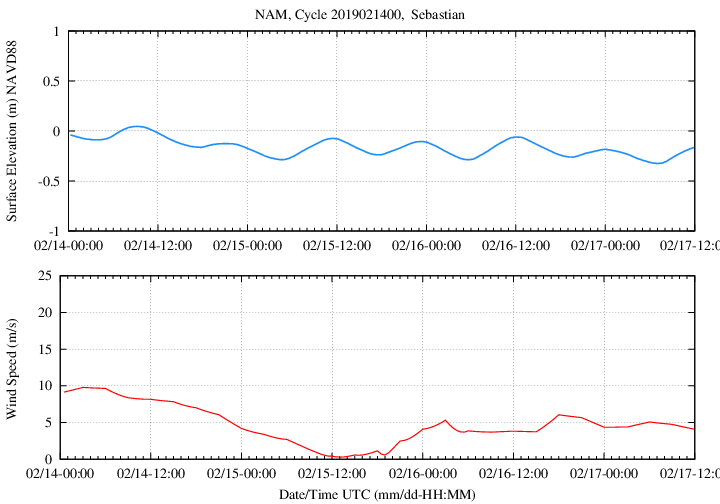 NAM, Cycle 2019021400,  Sebastian
Surface Elevation (m) NAVD88
1
0.5
0
-0.5
-1
02/14-00:00 02/14-12:00 02/15-00:00 02/15-12:00 02/16-00:00 02/16-12:00 02/17-00:00 02/17-12:0
Wind Speed (m/s)
25
20
15
10
5
0
02/14-00:00 02/14-12:00 02/15-00:00 02/15-12:00 02/16-00:00 02/16-12:00 02/17-00:00 02/17-12:0
Date/Time UTC (mm/dd-HH:MM)